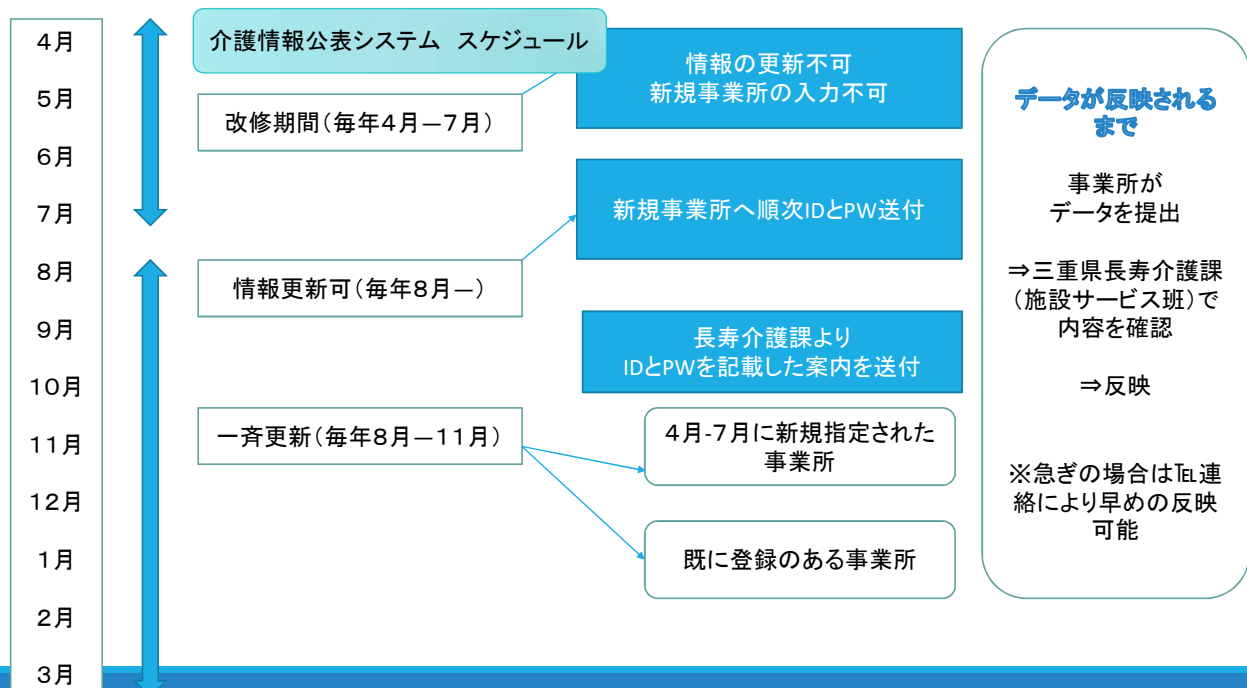 4月
5月
6月
7月
8月
9月
10月
11月
12月
1月
2月
3月
介護情報公表システム　スケジュール
改修期間（毎年4月―7月）
情報更新可（毎年8月―）
一斉更新（毎年8月―11月）
情報の更新不可
新規事業所の入力不可
新規事業所へ順次IDとPW送付
長寿介護課より
IDとPWを記載した案内を送付
4月-7月に新規指定された
事業所
既に登録のある事業所
データが反映される
まで
事業所が
データを提出
⇒三重県長寿介護課
（施設サービス班）で
内容を確認
⇒反映
※急ぎの場合は℡連
絡により早めの反映
可能